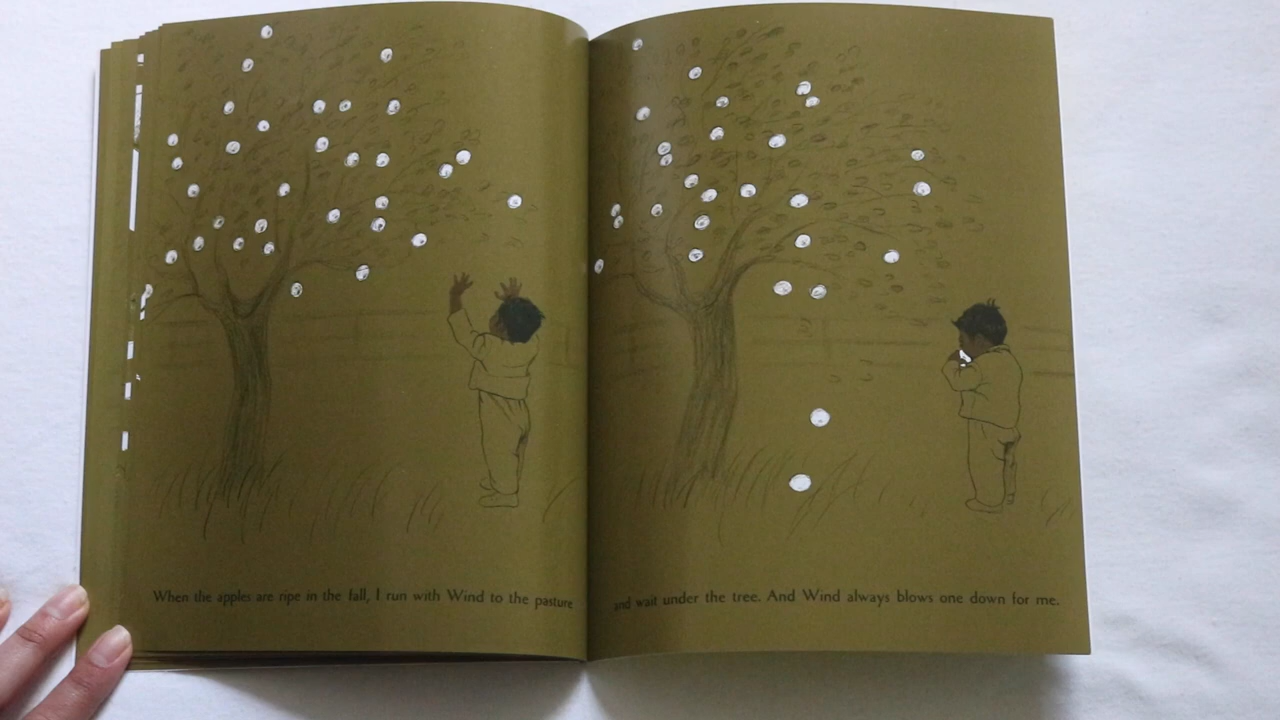 When the apples are ripe in the fall, I run with Wind to the pasture
and wait under the tree. And Wind always blows one down for me.